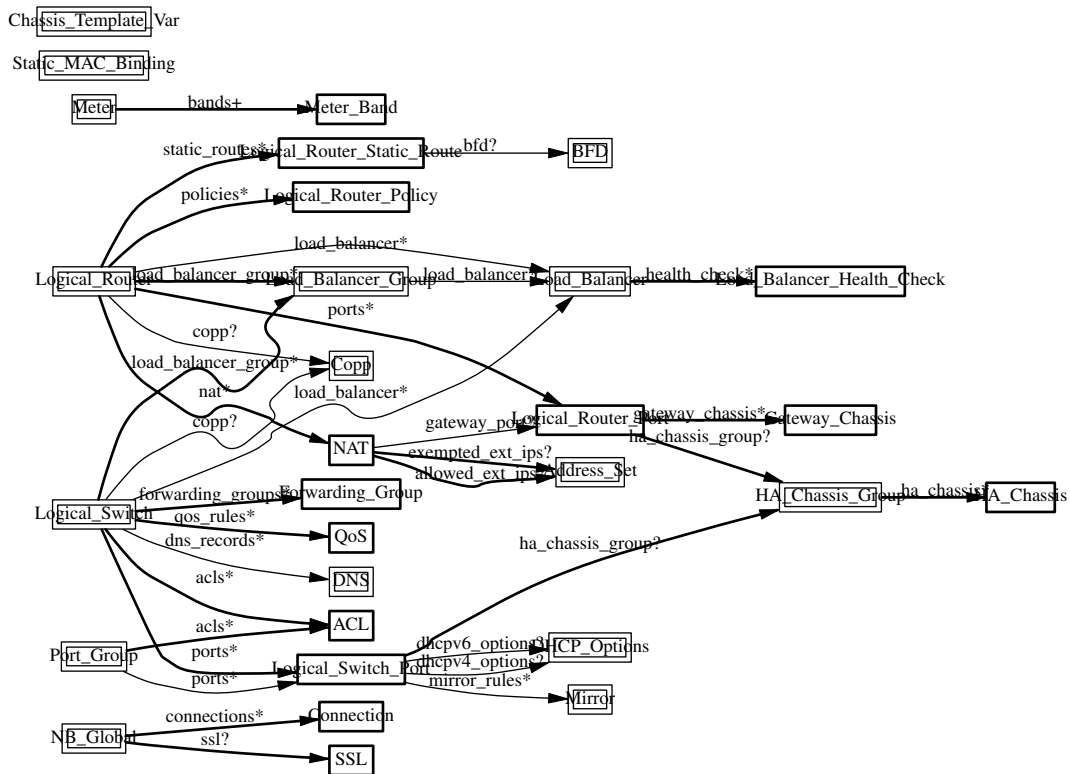 Chassis_Template_Var
Static_MAC_Binding
Meter
bands+
Meter_Band
static_routes*
Logical_Router_Static_Route
bfd?
BFD
policies*
Logical_Router_Policy
load_balancer*
Logical_Router
load_balancer_group*
Load_Balancer_Group
load_balancer*
Load_Balancer
health_check*
Load_Balancer_Health_Check
ports*
copp?
load_balancer_group*
Copp
nat*
load_balancer*
copp?
gateway_port?
Logical_Router_Port
gateway_chassis*
Gateway_Chassis
ha_chassis_group?
NAT
exempted_ext_ips?
allowed_ext_ips?
Address_Set
Logical_Switch
forwarding_groups*
Forwarding_Group
HA_Chassis_Group
ha_chassis*
HA_Chassis
qos_rules*
QoS
dns_records*
ha_chassis_group?
acls*
DNS
acls*
ACL
ports*
Port_Group
ports*
Logical_Switch_Port
dhcpv6_options?
DHCP_Options
dhcpv4_options?
mirror_rules*
Mirror
connections*
Connection
NB_Global
ssl?
SSL